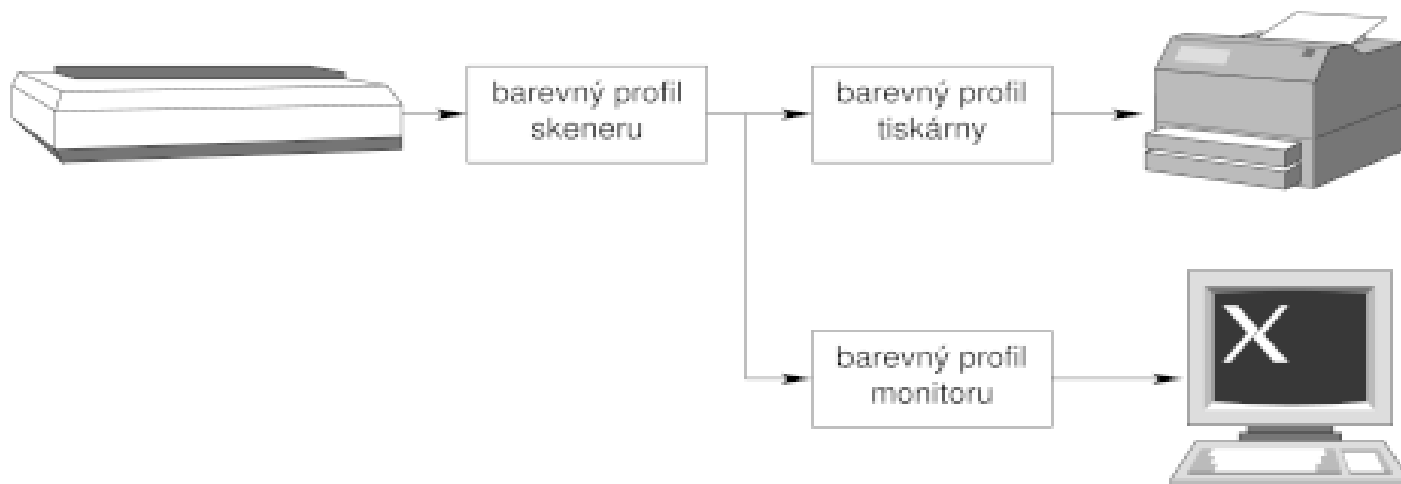 barevný profil
skeneru
barevný profil
tiskárny
barevný profil
monitoru
X